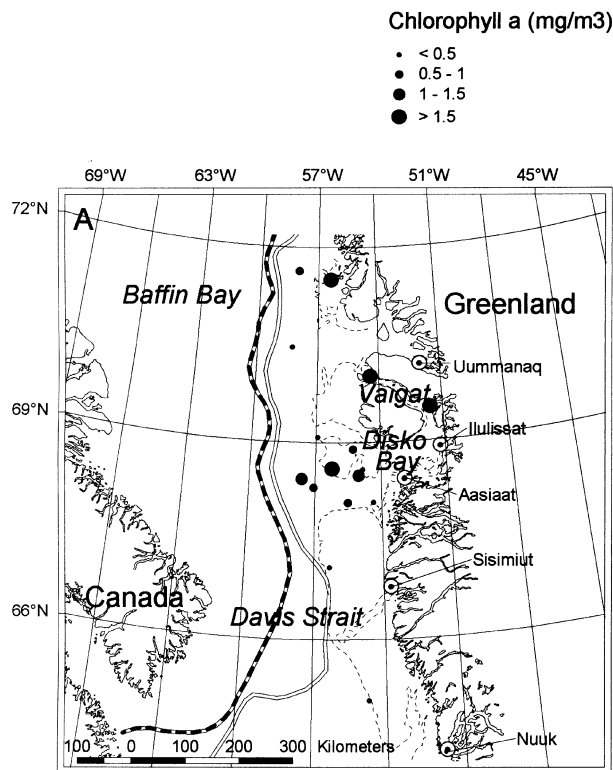 Chlorophyll a (mg/m3)
< 0.5
0.5 - 1
1 - 1.5
> 1.5
69°W 63°W 57°W 51°W 45°W
72°N
A
Baffin Bay
Greenland
Uummanaq
Vaigat
69°N
Ilulissat
Disko
Bay
Aasiaat
Sisimiut
Canada
66°N
Davis Strait
Nuuk
100 0 100 200 300 Kilometers